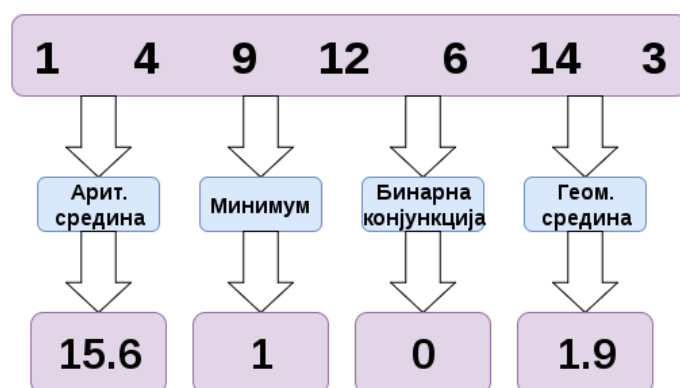 1 4 9 12 6 14 3
Арит.
средина
Минимум
Бинарна
конјункција
Геом.
средина
15.6 1 0 1.9